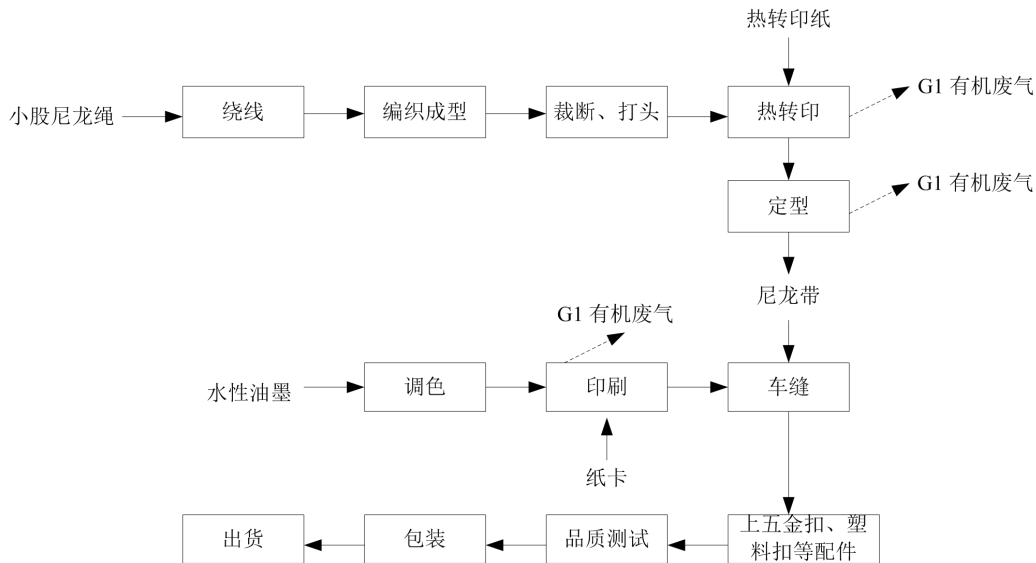 热转印纸
G1 有机废气
小股尼龙绳
绕线
编织成型
裁断、打头
热转印
G1 有机废气
定型
尼龙带
G1 有机废气
水性油墨
调色
印刷
车缝
纸卡
出货
包装
品质测试
上五金扣、塑
料扣等配件